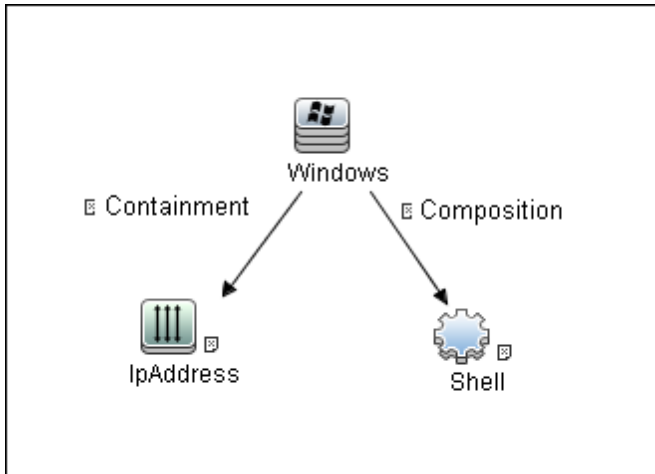 Windows
Containment
Composition
IpAddress
Shell